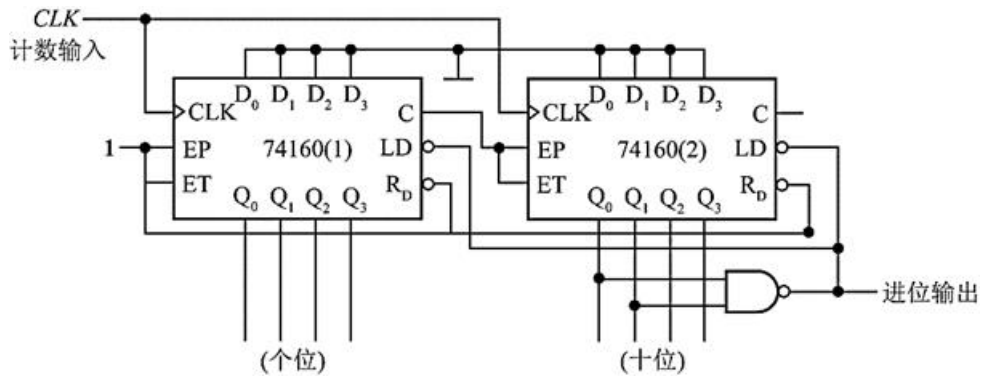 CLK
计数输入
D₀ D₁ D₂ D₃
D₀ D₁ D₂ D₃
CLK
C
CLK
C
1
EP
74160(1)
LD
EP
74160(2)
LD
ET
R_D
ET
R_D
Q₀ Q₁ Q₂ Q₃
Q₀ Q₁ Q₂ Q₃
进位输出
(个位)
(十位)